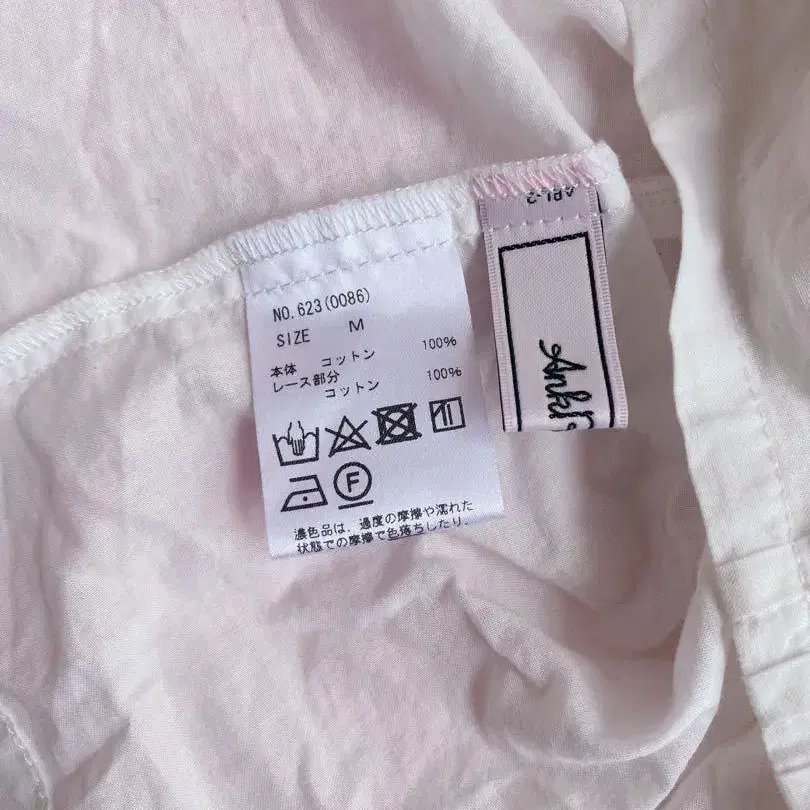 NO.623(0086)
SIZE M
本体 コットン 100%
レース部分
コットン 100%
F
濃色品は、過度の摩擦や濡れた
状態での摩擦で色落ちしたり、